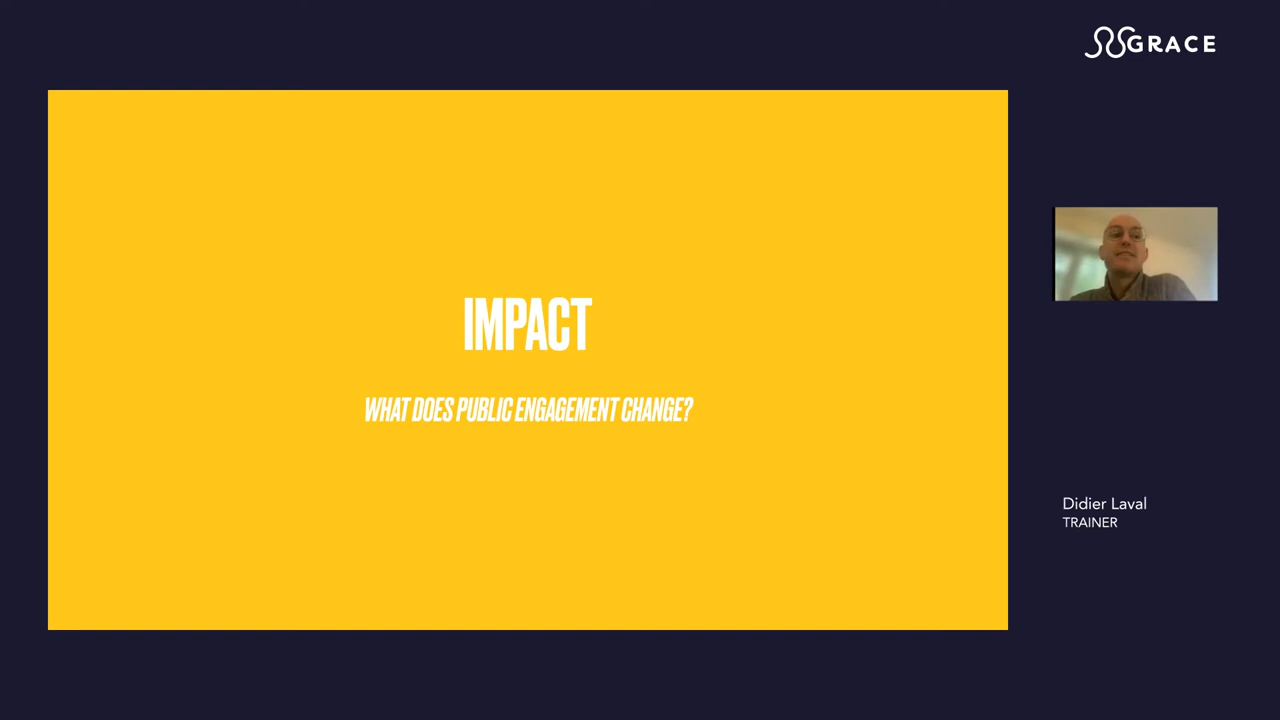 GRACE
IMPACT
WHAT DOES PUBLIC ENGAGEMENT CHANGE?
Didier Laval
TRAINER